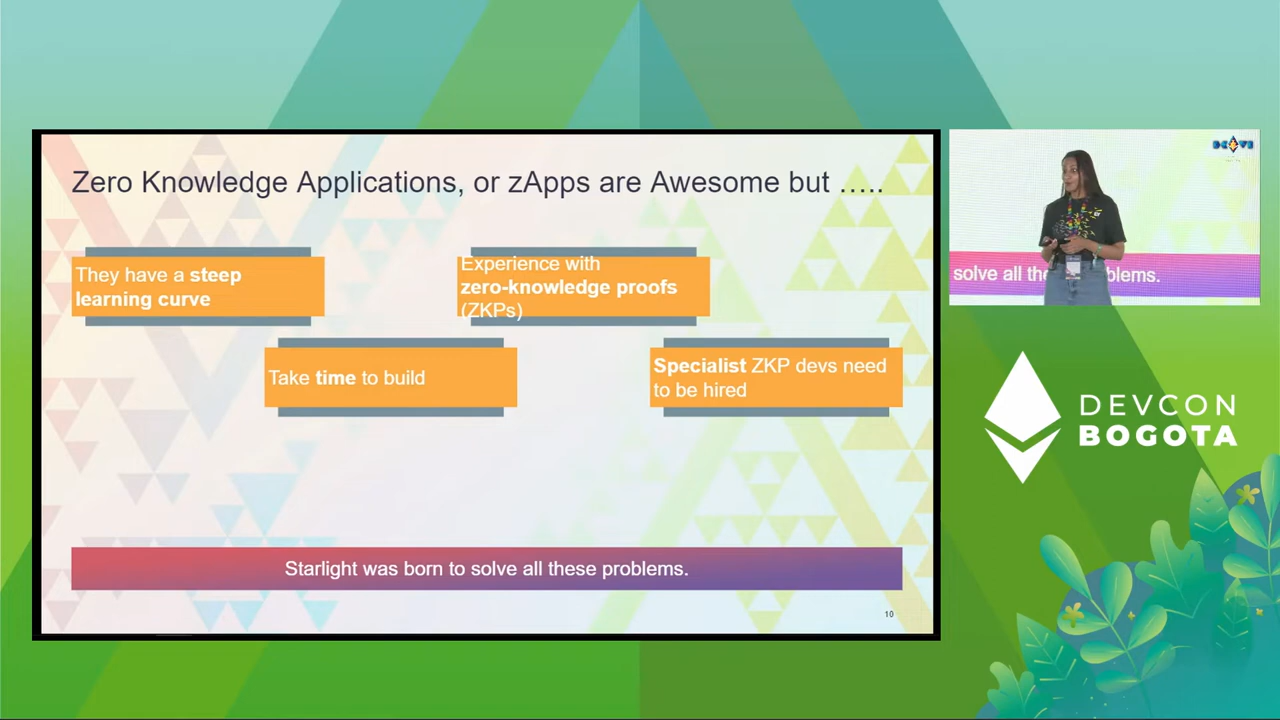 Zero Knowledge Applications, or zApps are Awesome but …..
They have a steep
learning curve
Experience with
zero-knowledge proofs
(ZKPs)
Take time to build
Specialist ZKP devs need
to be hired
Starlight was born to solve all these problems.
10
solve all the blems.
DEVCON
BOGOTA